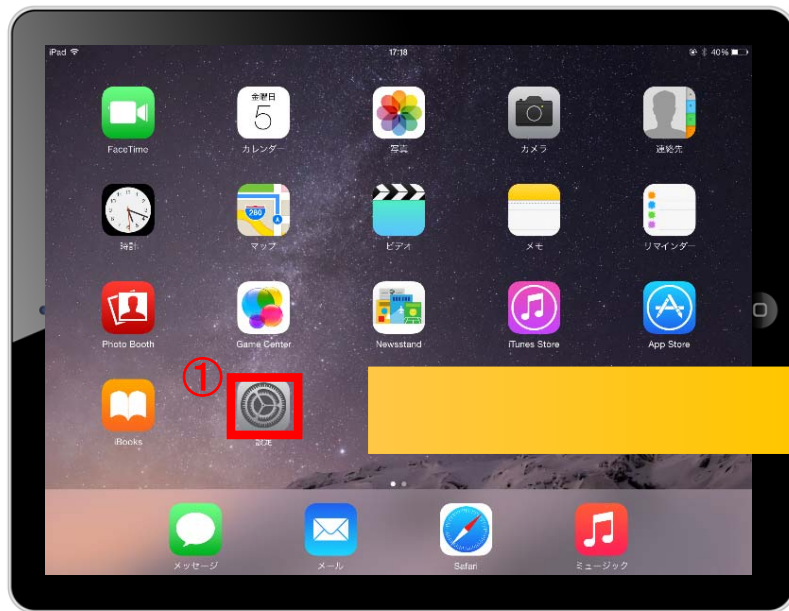 iPad 17:18 40%
金曜日
5
FaceTime カレンダー 写真 カメラ 連絡先
280
時計 マップ ビデオ メモ リマインダー
Photo Booth Game Center Newsstand iTunes Store App Store
①
iBooks 設定
メッセージ メール Safari ミュージック